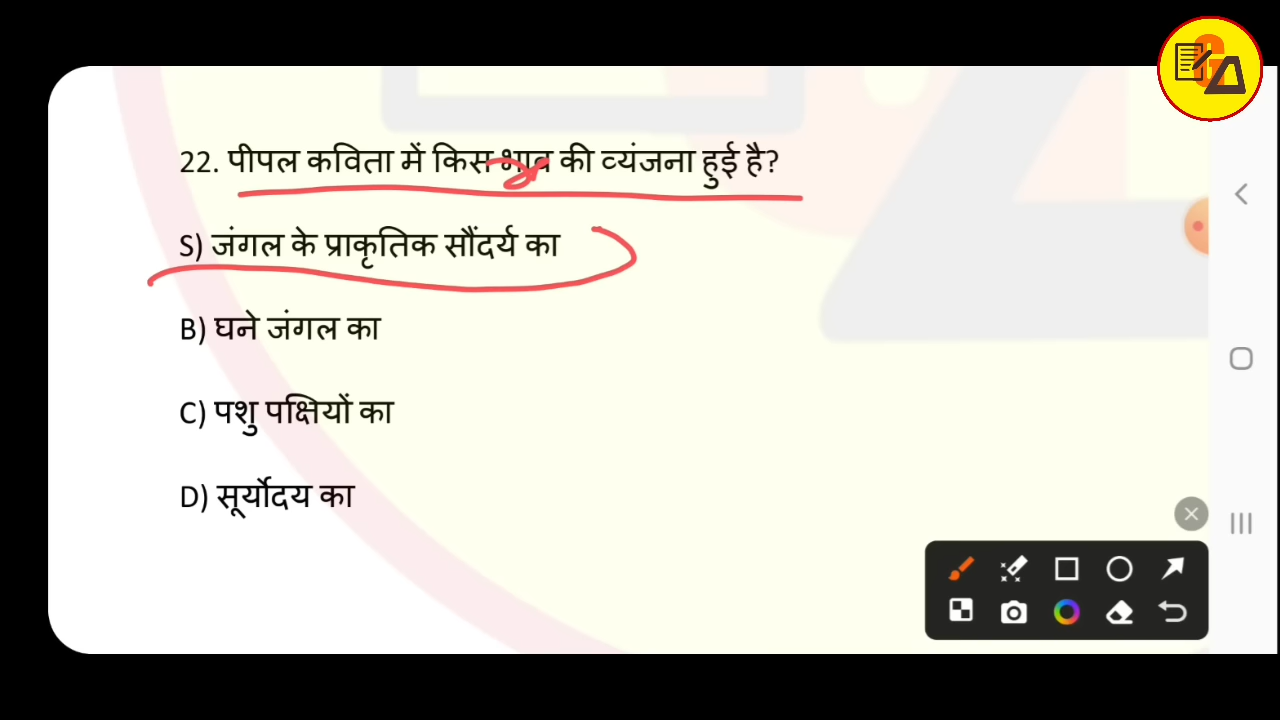 22. पीपल कविता में किस भाव की व्यंजना हुई है?
S) जंगल के प्राकृतिक सौंदर्य का
B) घने जंगल का
C) पशु पक्षियों का
D) सूर्योदय का